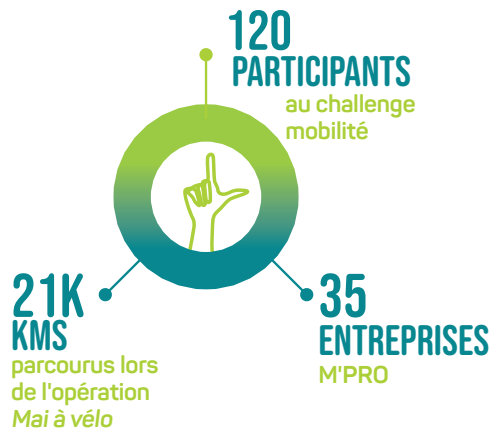 120
PARTICIPANTS
au challenge
mobilité
21K
KMS
parcourus lors
de l'opération
Mai à vélo
35
ENTREPRISES
M'PRO